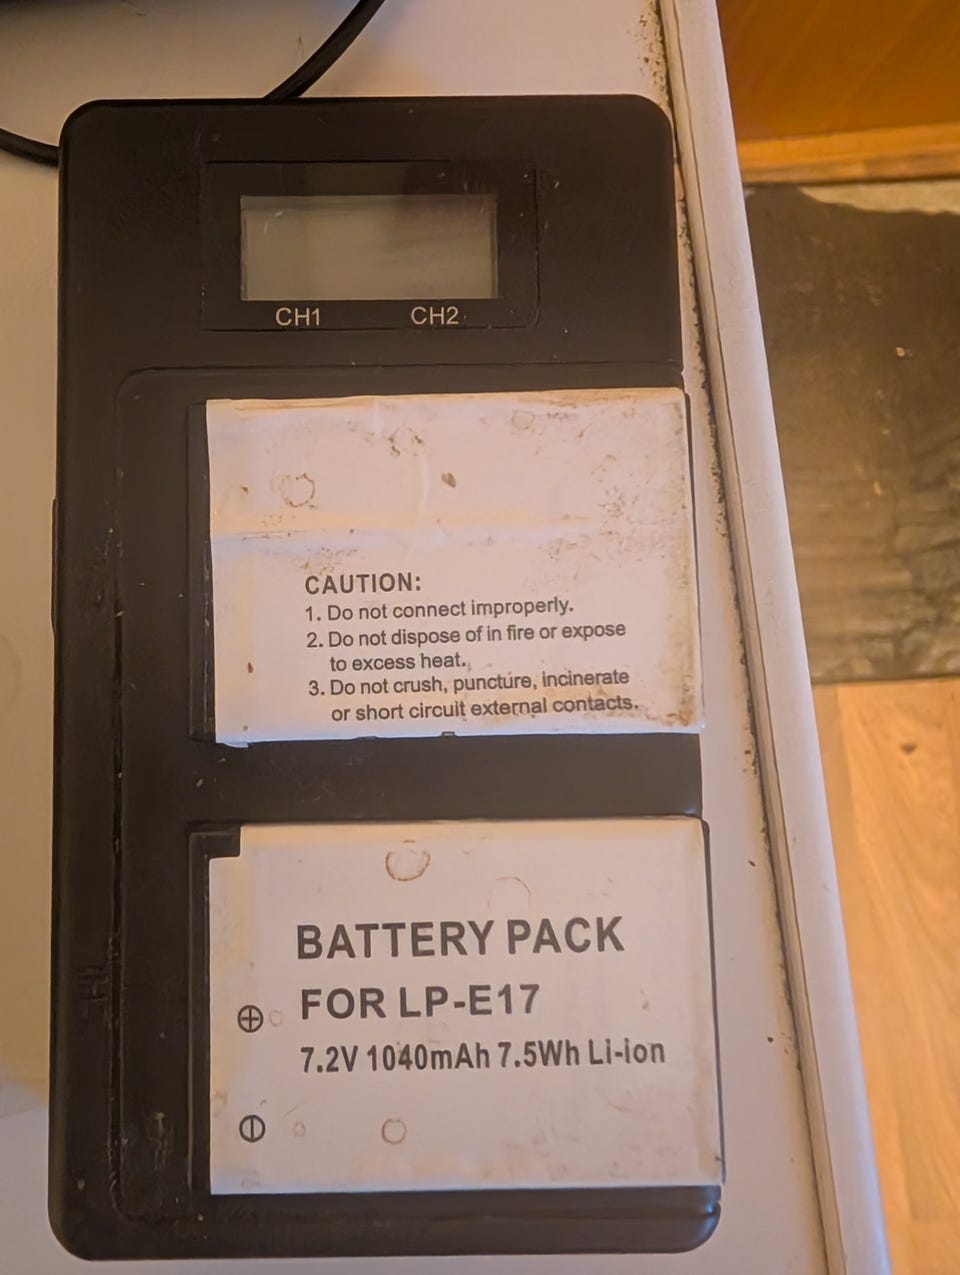 CH1 CH2
CAUTION:
1. Do not connect improperly.
2. Do not dispose of in fire or expose
to excess heat.
3. Do not crush, puncture, incinerate
or short circuit external contacts.
BATTERY PACK
FOR LP-E17
7.2V 1040mAh 7.5Wh Li-ion